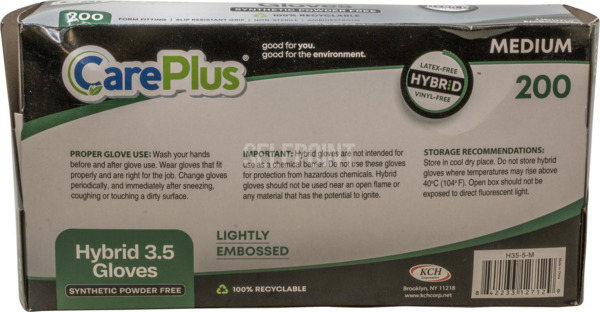 200
FORM FITTING | SLIP RESISTANT GRIP
Gloves
SYNTHETIC POWDER FREE
100% RECYCLABLE
MEDIUM
200
CarePlus
good for you.
good for the environment.
MEDIUM
200
LATEX-FREE
HYBRID
VINYL-FREE
PROPER GLOVE USE: Wash your hands
before and after glove use. Wear gloves that fit
properly and are right for the job. Change gloves
periodically, and immediately after sneezing,
coughing or touching a dirty surface.
IMPORTANT: Hybrid gloves are not intended for
use as a chemical barrier. Do not use these gloves
for protection from hazardous chemicals. Hybrid
gloves should not be used near an open flame or
any material that has the potential to ignite.
STORAGE RECOMMENDATIONS:
Store in cool dry place. Do not store hybrid
gloves where temperatures may rise above
40°C (104°F). Open box should not be
exposed to direct fluorescent light.
Hybrid 3.5
Gloves
SYNTHETIC POWDER FREE
LIGHTLY
EMBOSSED
100% RECYCLABLE
KCH
Brooklyn, NY 11218
www.kchcorp.net
H35-5-M
8 42233 12712